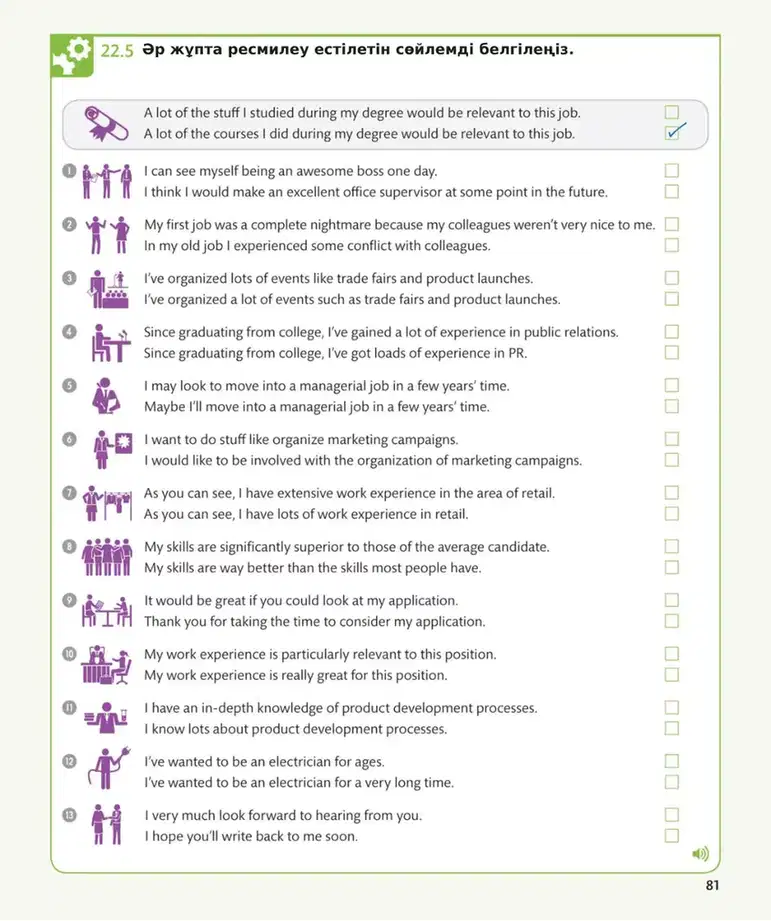 22.5 Әр жұпта ресмилеу естілетін сөйлемді белгілеңіз.
A lot of the stuff I studied during my degree would be relevant to this job.
A lot of the courses I did during my degree would be relevant to this job.
1 I can see myself being an awesome boss one day.
I think I would make an excellent office supervisor at some point in the future.
2 My first job was a complete nightmare because my colleagues weren't very nice to me.
In my old job I experienced some conflict with colleagues.
3 I've organized lots of events like trade fairs and product launches.
I've organized a lot of events such as trade fairs and product launches.
4 Since graduating from college, I've gained a lot of experience in public relations.
Since graduating from college, I've got loads of experience in PR.
5 I may look to move into a managerial job in a few years' time.
Maybe I'll move into a managerial job in a few years' time.
6 I want to do stuff like organize marketing campaigns.
I would like to be involved with the organization of marketing campaigns.
7 As you can see, I have extensive work experience in the area of retail.
As you can see, I have lots of work experience in retail.
8 My skills are significantly superior to those of the average candidate.
My skills are way better than the skills most people have.
9 It would be great if you could look at my application.
Thank you for taking the time to consider my application.
10 My work experience is particularly relevant to this position.
My work experience is really great for this position.
11 I have an in-depth knowledge of product development processes.
I know lots about product development processes.
12 I've wanted to be an electrician for ages.
I've wanted to be an electrician for a very long time.
13 I very much look forward to hearing from you.
I hope you'll write back to me soon.
81